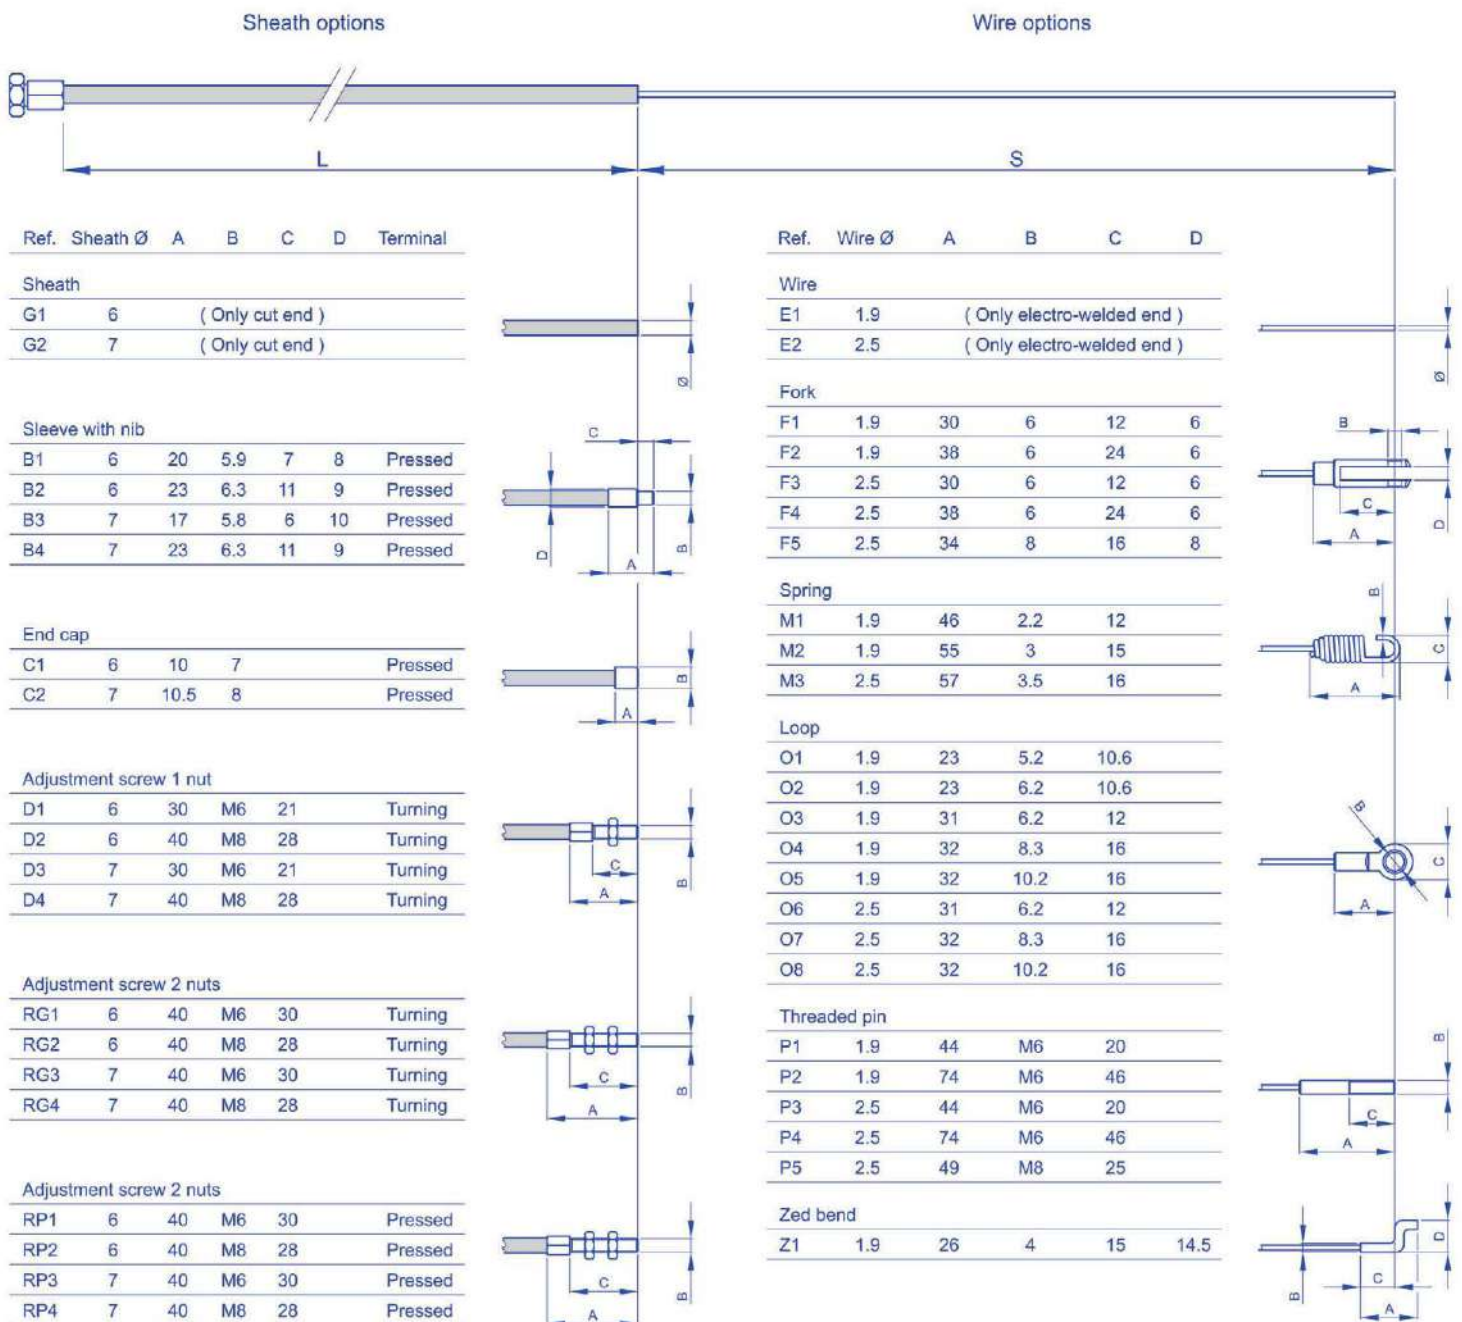 Sheath options
Wire options
L
S
Ref. Sheath Ø A B C D Terminal
Sheath
G1 6 ( Only cut end )
G2 7 ( Only cut end )
Ø
Sleeve with nib
B1 6 20 5.9 7 8 Pressed
B2 6 23 6.3 11 9 Pressed
B3 7 17 5.8 6 10 Pressed
B4 7 23 6.3 11 9 Pressed
C
D
A
B
End cap
C1 6 10 7 Pressed
C2 7 10.5 8 Pressed
B
A
Adjustment screw 1 nut
D1 6 30 M6 21 Turning
D2 6 40 M8 28 Turning
D3 7 30 M6 21 Turning
D4 7 40 M8 28 Turning
C
A
B
Adjustment screw 2 nuts
RG1 6 40 M6 30 Turning
RG2 6 40 M8 28 Turning
RG3 7 40 M6 30 Turning
RG4 7 40 M8 28 Turning
C
A
B
Adjustment screw 2 nuts
RP1 6 40 M6 30 Pressed
RP2 6 40 M8 28 Pressed
RP3 7 40 M6 30 Pressed
RP4 7 40 M8 28 Pressed
C
A
B
Ref. Wire Ø A B C D
Wire
E1 1.9 ( Only electro-welded end )
E2 2.5 ( Only electro-welded end )
Ø
Fork
F1 1.9 30 6 12 6
F2 1.9 38 6 24 6
F3 2.5 30 6 12 6
F4 2.5 38 6 24 6
F5 2.5 34 8 16 8
B
C
A
D
Spring
M1 1.9 46 2.2 12
M2 1.9 55 3 15
M3 2.5 57 3.5 16
B
C
A
Loop
O1 1.9 23 5.2 10.6
O2 1.9 23 6.2 10.6
O3 1.9 31 6.2 12
O4 1.9 32 8.3 16
O5 1.9 32 10.2 16
O6 2.5 31 6.2 12
O7 2.5 32 8.3 16
O8 2.5 32 10.2 16
B
C
A
Threaded pin
P1 1.9 44 M6 20
P2 1.9 74 M6 46
P3 2.5 44 M6 20
P4 2.5 74 M6 46
P5 2.5 49 M8 25
B
C
A
Zed bend
Z1 1.9 26 4 15 14.5
D
B
C
A